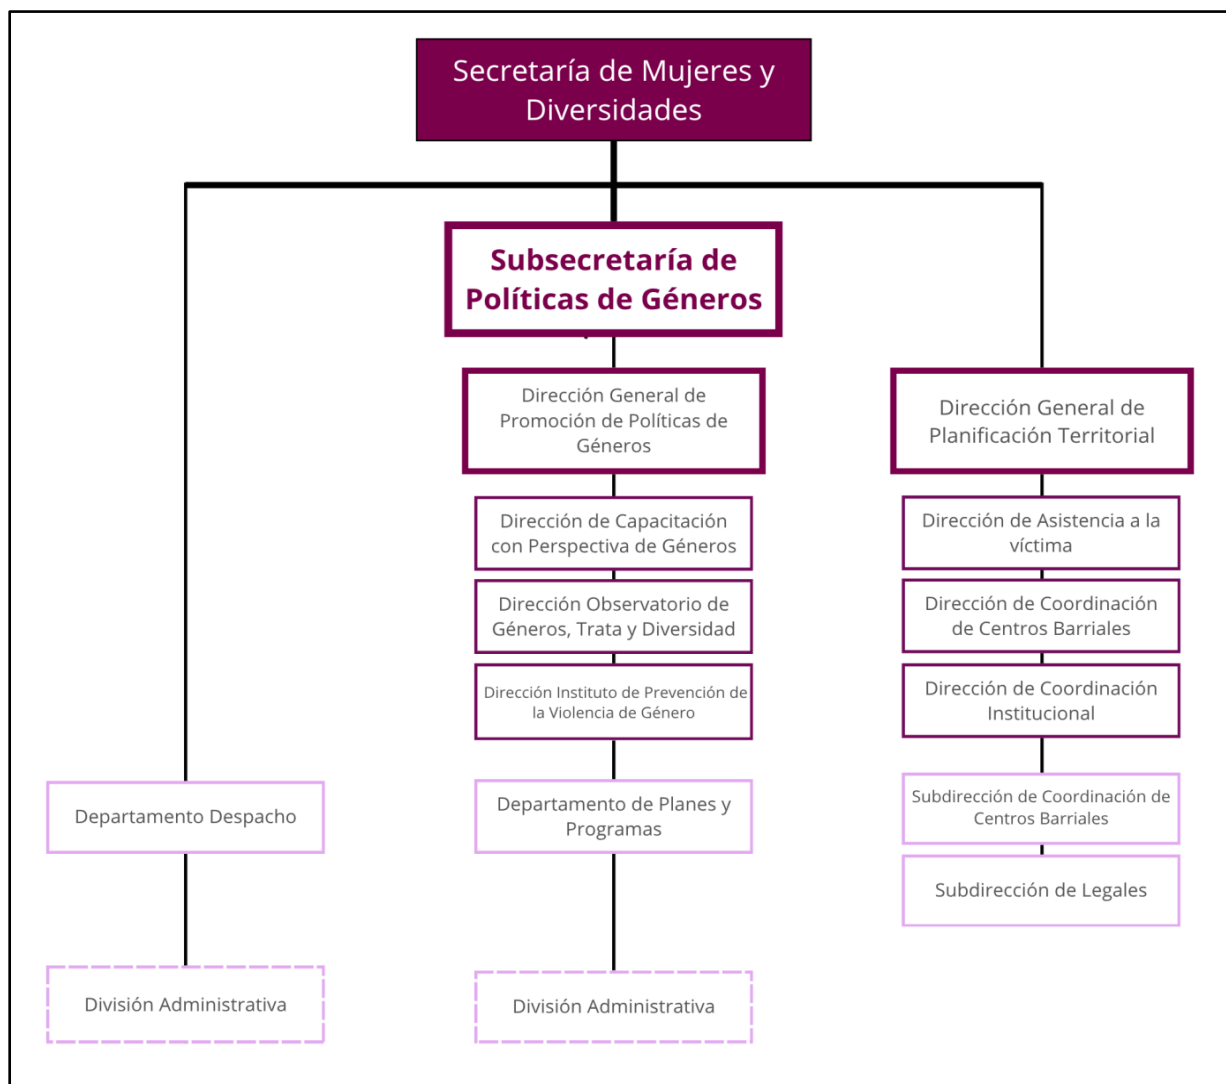 Secretaría de Mujeres y
Diversidades
Subsecretaría de
Políticas de Géneros
Dirección General de
Promoción de Políticas de
Géneros
Dirección General de
Planificación Territorial
Dirección de Capacitación
con Perspectiva de Géneros
Dirección de Asistencia a la
víctima
Dirección Observatorio de
Géneros, Trata y Diversidad
Dirección de Coordinación
de Centros Barriales
Dirección Instituto de Prevención de
la Violencia de Género
Dirección de Coordinación
Institucional
Departamento Despacho
Departamento de Planes y
Programas
Subdirección de Coordinación de
Centros Barriales
Subdirección de Legales
División Administrativa
División Administrativa